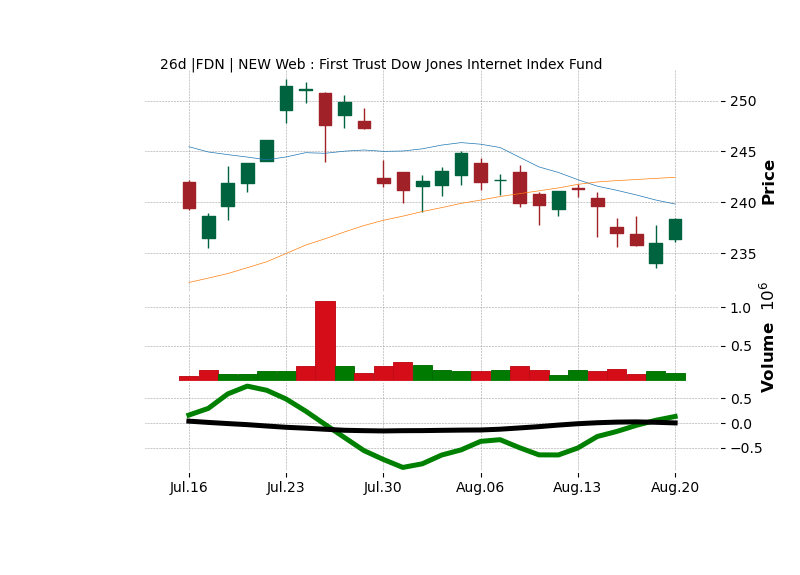 26d |FDN | NEW Web : First Trust Dow Jones Internet Index Fund
250
245
240
235
Price
1.0
0.5
Volume 10^6
0.5
0.0
−0.5
Jul.16 Jul.23 Jul.30 Aug.06 Aug.13 Aug.20